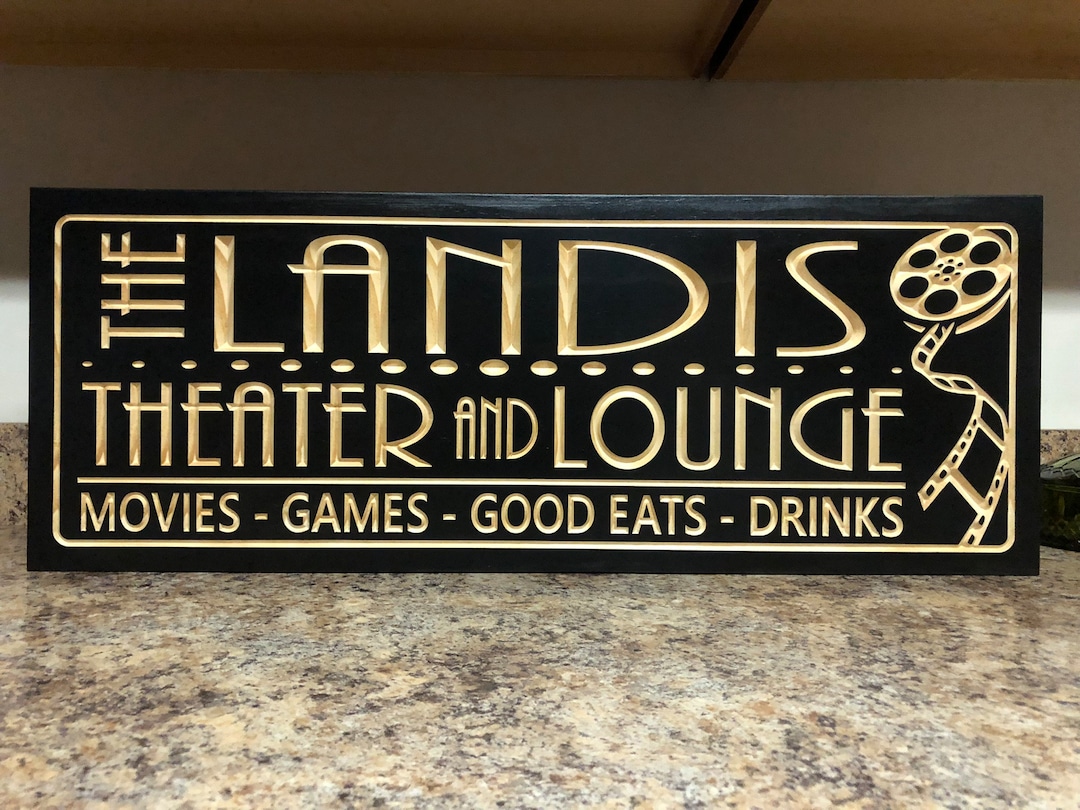 THE LANDIS
THEATER AND LOUNGE
MOVIES - GAMES - GOOD EATS - DRINKS